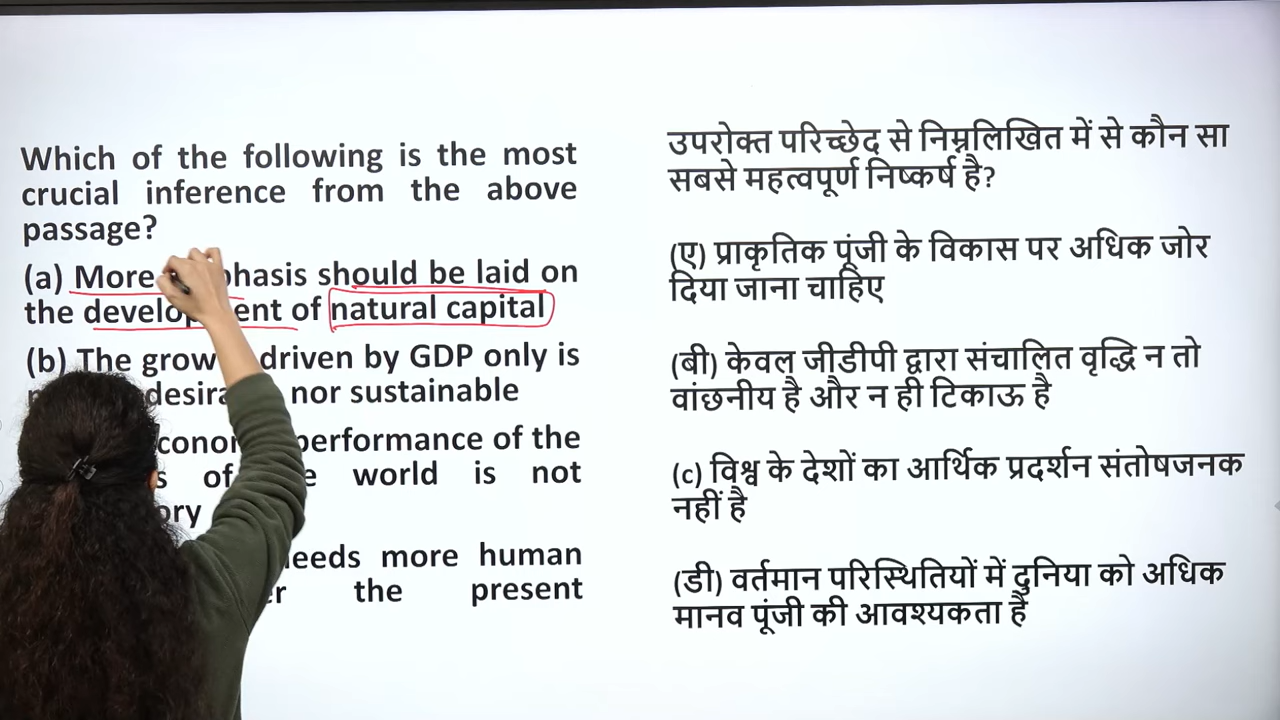 Which of the following is the most
crucial inference from the above
passage?
(a) More phasis should be laid on
the develop ent of natural capital
(b) The grow driven by GDP only is
desira nor sustainable
cono performance of the
s of e world is not
ory
eeds more human
er the present
उपरोक्त परिच्छेद से निम्नलिखित में से कौन सा
सबसे महत्वपूर्ण निष्कर्ष है?
(ए) प्राकृतिक पूंजी के विकास पर अधिक जोर
दिया जाना चाहिए
(बी) केवल जीडीपी द्वारा संचालित वृद्धि न तो
वांछनीय है और न ही टिकाऊ है
(c) विश्व के देशों का आर्थिक प्रदर्शन संतोषजनक
नहीं है
(डी) वर्तमान परिस्थितियों में दुनिया को अधिक
मानव पूंजी की आवश्यकता है